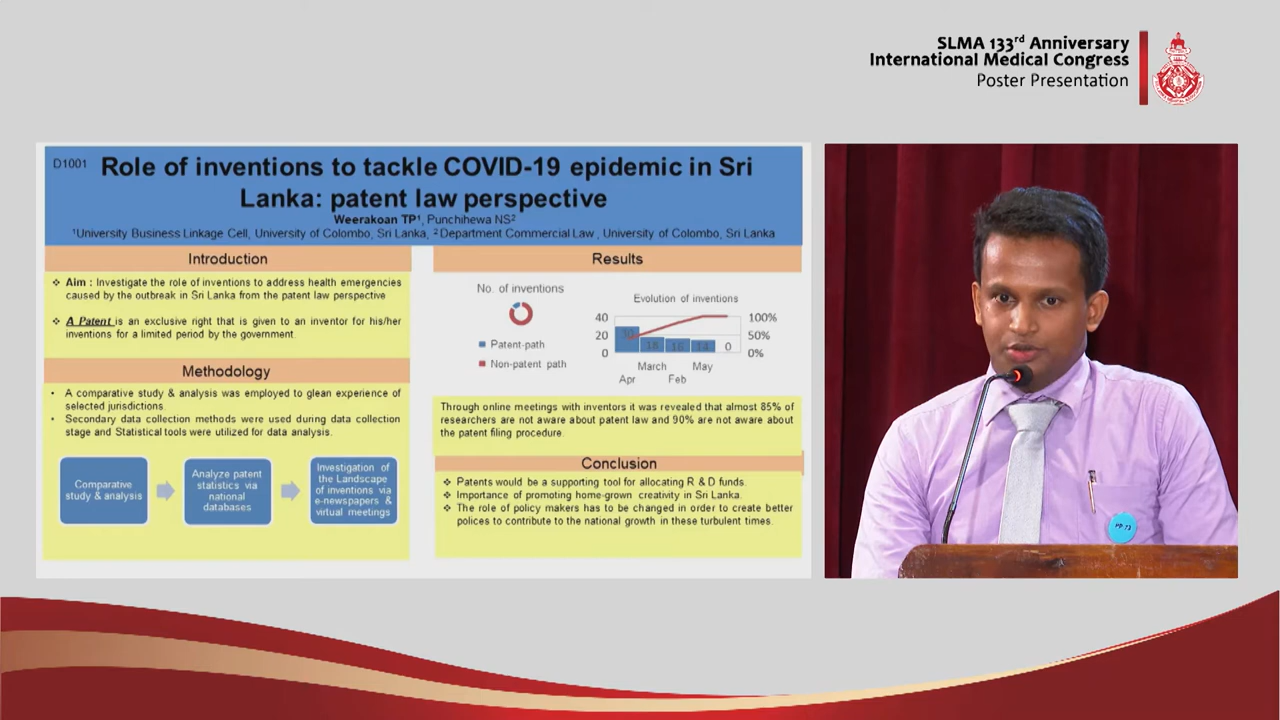 SLMA 133rd Anniversary
International Medical Congress
Poster Presentation
D1001
Role of inventions to tackle COVID-19 epidemic in Sri
Lanka: patent law perspective
Weerakoan TP¹, Punchihewa NS²
¹University Business Linkage Cell, University of Colombo, Sri Lanka, ² Department Commercial Law , University of Colombo, Sri Lanka
Introduction
❖ Aim : Investigate the role of inventions to address health emergencies
caused by the outbreak in Sri Lanka from the patent law perspective
❖ A Patent is an exclusive right that is given to an inventor for his/her
inventions for a limited period by the government.
Methodology
• A comparative study & analysis was employed to glean experience of
selected jurisdictions.
• Secondary data collection methods were used during data collection
stage and Statistical tools were utilized for data analysis.
Comparative
study & analysis
Analyze patent
statistics via
national
databases
Investigation of
the Landscape
of inventions via
e-newspapers &
virtual meetings
Results
No. of inventions
Patent-path
Non-patent path
Evolution of inventions
40 100%
20 50%
0 0%
30 18 16 14 0
March May
Apr Feb
Through online meetings with inventors it was revealed that almost 85% of
researchers are not aware about patent law and 90% are not aware about
the patent filing procedure.
Conclusion
❖ Patents would be a supporting tool for allocating R & D funds.
❖ Importance of promoting home-grown creativity in Sri Lanka.
❖ The role of policy makers has to be changed in order to create better
polices to contribute to the national growth in these turbulent times.
PP-73